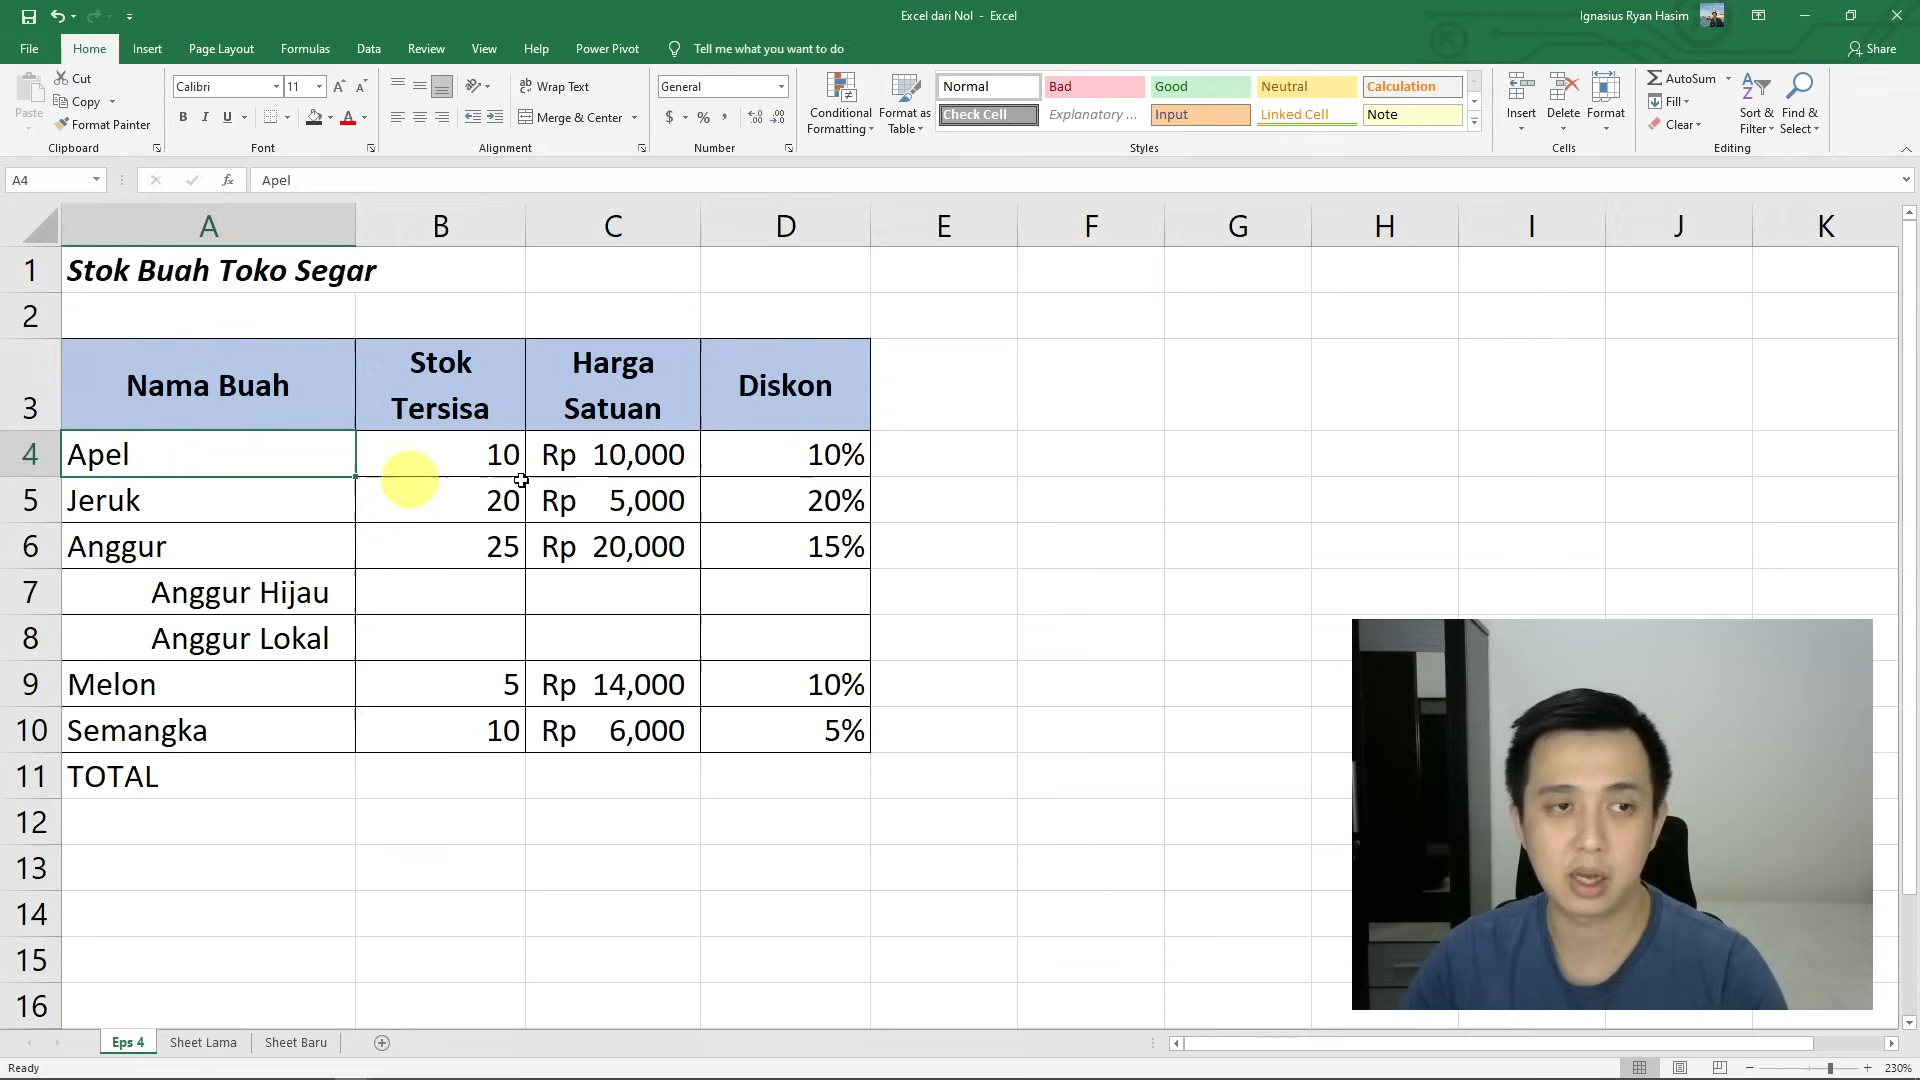 Excel dari Nol - Excel
Ignasius Ryan Hasim
File Home Insert Page Layout Formulas Data Review View Help Power Pivot Tell me what you want to do
Share
Paste
Cut
Copy
Format Painter
Clipboard
Calibri 11
B I U
Font
Wrap Text
Merge & Center
Alignment
General
$ % ,
Number
Conditional Formatting
Format as Table
Normal Bad Good Neutral Calculation
Check Cell Explanatory ... Input Linked Cell Note
Styles
Insert Delete Format
Cells
AutoSum
Fill
Clear
Sort & Filter
Find & Select
Editing
A4
fx
Apel
A B C D E F G H I J K
1 Stok Buah Toko Segar
2
3 Nama Buah Stok Tersisa Harga Satuan Diskon
4 Apel 10 Rp 10,000 10%
5 Jeruk 20 Rp 5,000 20%
6 Anggur 25 Rp 20,000 15%
7 Anggur Hijau
8 Anggur Lokal
9 Melon 5 Rp 14,000 10%
10 Semangka 10 Rp 6,000 5%
11 TOTAL
12
13
14
15
16
Eps 4 Sheet Lama Sheet Baru
Ready
230%